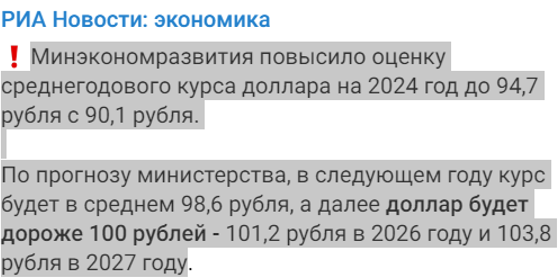 РИА Новости: экономика
❗ Минэкономразвития повысило оценку
среднегодового курса доллара на 2024 год до 94,7
рубля с 90,1 рубля.
По прогнозу министерства, в следующем году курс
будет в среднем 98,6 рубля, а далее доллар будет
дороже 100 рублей - 101,2 рубля в 2026 году и 103,8
рубля в 2027 году.